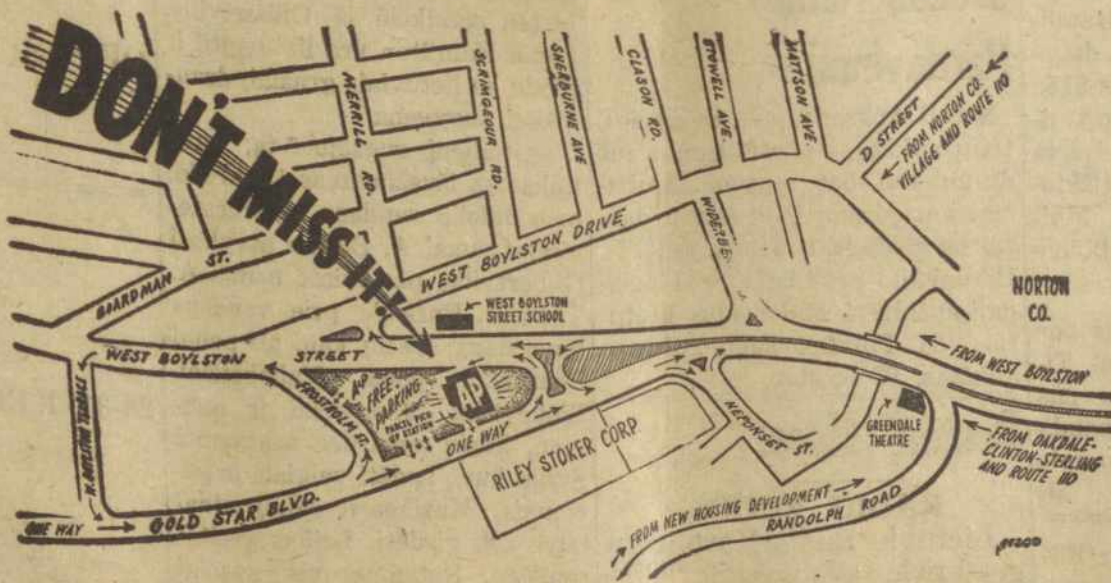 DON'T MISS IT!
MERRILL RD.
SCRIMGEOUR RD.
SHERBURNE AVE
CLASON RD.
STOWELL AVE.
MATTSON AVE.
D STREET
FROM NORTON CO.
VILLAGE AND ROUTE 110
BOARDMAN ST.
WEST BOYLSTON DRIVE
NORTON
CO.
WEST BOYLSTON
STREET SCHOOL
WEST BOYLSTON STREET
FROM WEST BOYLSTON
W. BOYLSTON TERRACE
FROSTHOLM ST.
A&P
FREE
PARKING
PARCEL PICK
UP STATION
A&P
ONE WAY
RILEY STOKER CORP
NEPONSET ST.
GREENDALE
THEATRE
FROM OAKDALE-
CLINTON-STERLING
AND ROUTE 110
ONE WAY
GOLD STAR BLVD.
FROM NEW HOUSING DEVELOPMENT
RANDOLPH ROAD